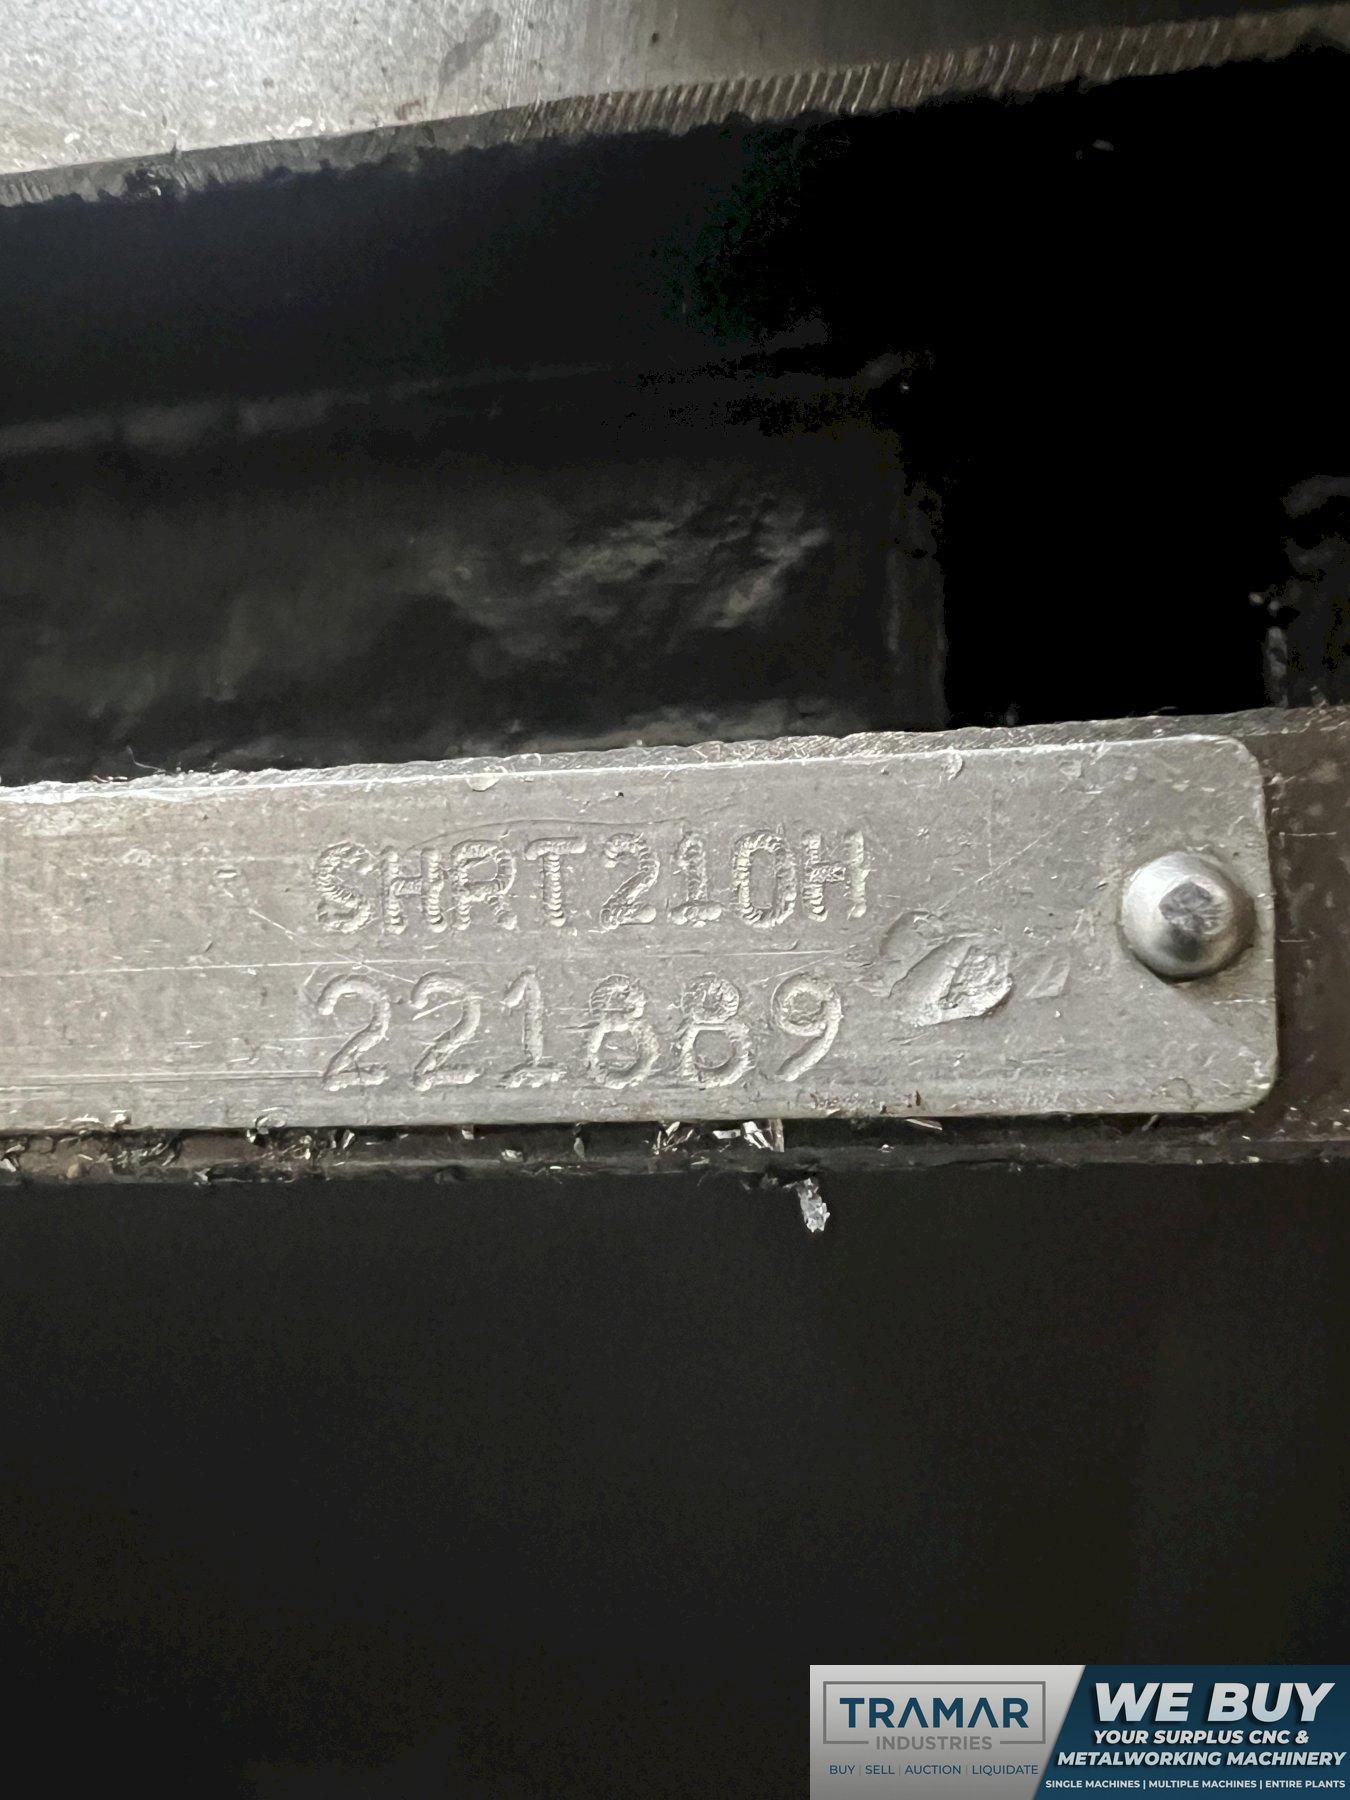 SHRT210H
221889
TRAMAR
INDUSTRIES
BUY | SELL | AUCTION | LIQUIDATE
WE BUY
YOUR SURPLUS CNC &
METALWORKING MACHINERY
SINGLE MACHINES | MULTIPLE MACHINES | ENTIRE PLANTS